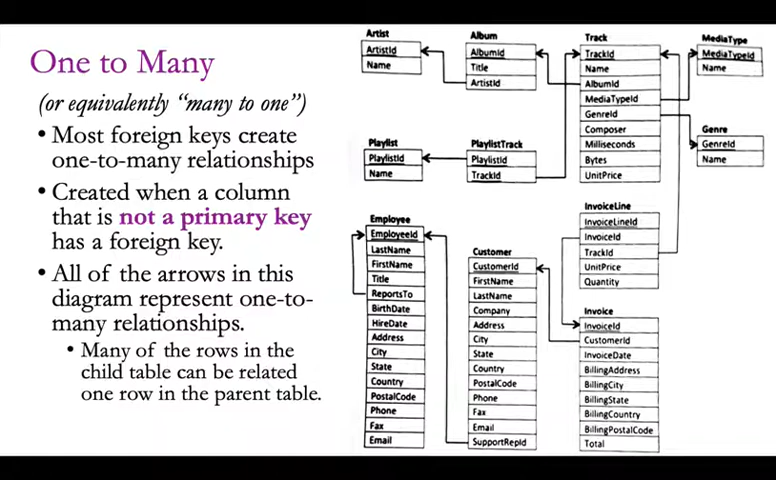 One to Many
(or equivalently “many to one”)
• Most foreign keys create
one-to-many relationships
• Created when a column
that is not a primary key
has a foreign key.
• All of the arrows in this
diagram represent one-to-
many relationships.
• Many of the rows in the
child table can be related
one row in the parent table.
Artist
ArtistId
Name
Album
AlbumId
Title
ArtistId
Track
TrackId
Name
AlbumId
MediaTypeId
GenreId
Composer
Milliseconds
Bytes
UnitPrice
MediaType
MediaTypeId
Name
Playlist
PlaylistId
Name
PlaylistTrack
PlaylistId
TrackId
Genre
GenreId
Name
Employee
EmployeeId
LastName
FirstName
Title
ReportsTo
BirthDate
HireDate
Address
City
State
Country
PostalCode
Phone
Fax
Email
Customer
CustomerId
FirstName
LastName
Company
Address
City
State
Country
PostalCode
Phone
Fax
Email
SupportRepId
InvoiceLine
InvoiceLineId
InvoiceId
TrackId
UnitPrice
Quantity
Invoice
InvoiceId
CustomerId
InvoiceDate
BillingAddress
BillingCity
BillingState
BillingCountry
BillingPostalCode
Total